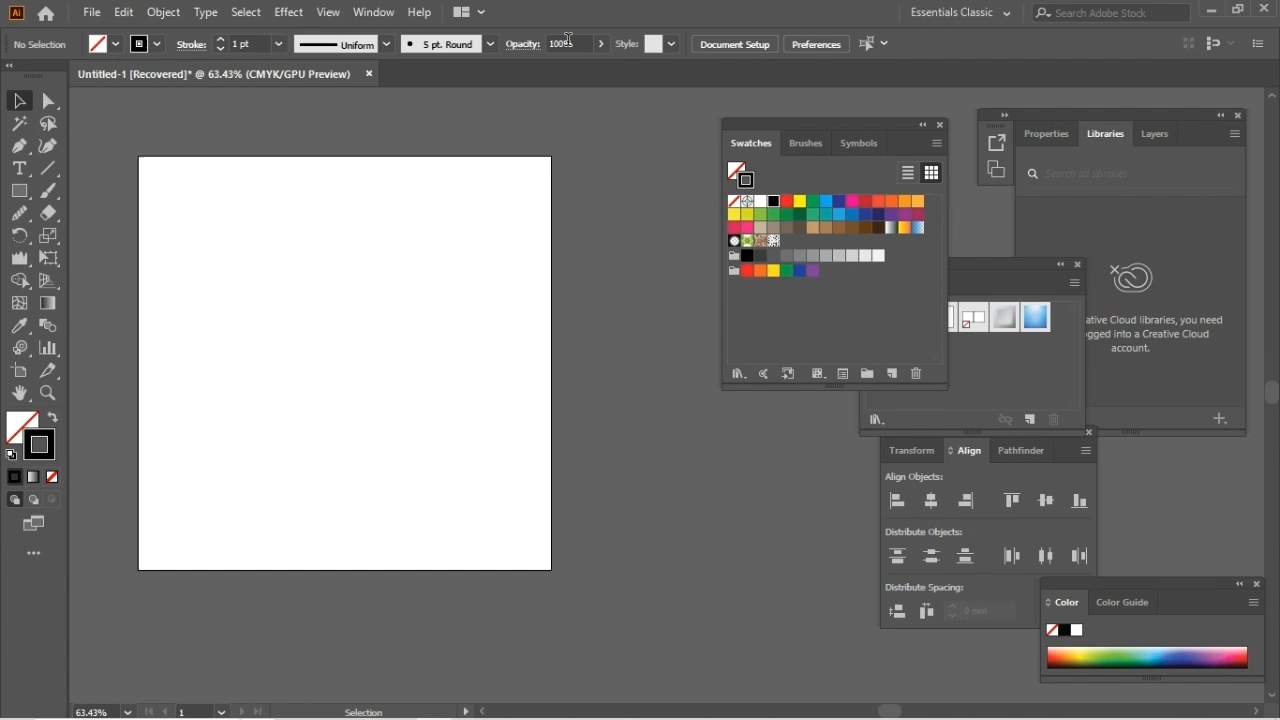 Ai File Edit Object Type Select Effect View Window Help Essentials Classic Search Adobe Stock
No Selection Stroke: 1 pt Uniform 5 pt. Round Opacity: 100% Style: Document Setup Preferences
Untitled-1 [Recovered]* @ 63.43% (CMYK/GPU Preview)
Properties Libraries Layers
Swatches Brushes Symbols
Search all libraries
ative Cloud libraries, you need
ogged into a Creative Cloud
account.
Transform Align Pathfinder
Align Objects:
Distribute Objects:
Distribute Spacing:
0 mm
Color Color Guide
63.43% 1 Selection